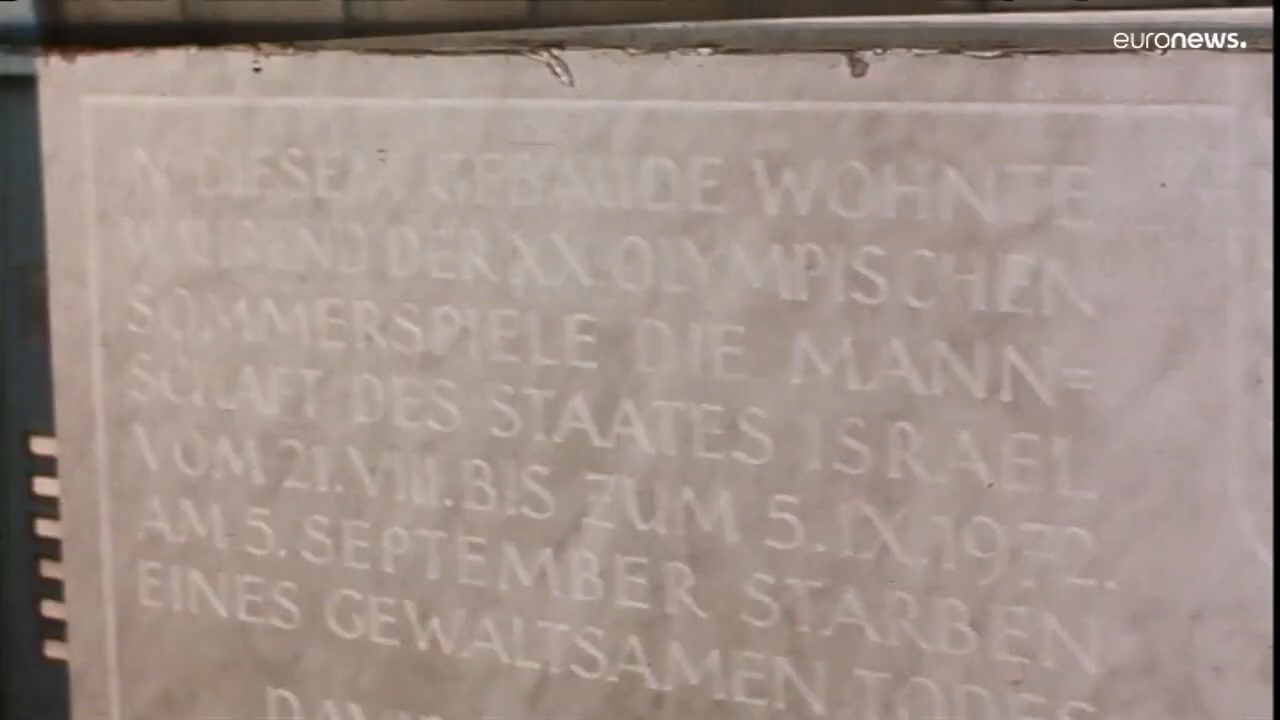 euronews.
IN DIESEM GEBÄUDE WOHNTE
WÄHREND DER XX. OLYMPISCHEN
SOMMERSPIELE DIE MANN=
SCHAFT DES STAATES ISRAEL
VOM 21. VIII. BIS ZUM 5. IX. 1972.
AM 5. SEPTEMBER STARBEN
EINES GEWALTSAMEN TODES